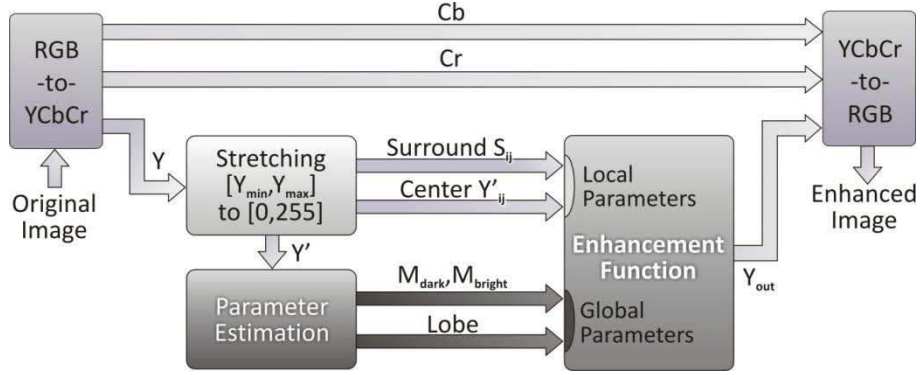 Cb
RGB
-to-
YCbCr
Cr
YCbCr
-to-
RGB
Y
Original
Image
Stretching
[Ymin,Ymax]
to [0,255]
Surround Sij
Center Y'ij
Local
Parameters
Enhanced
Image
Y'
Enhancement
Function
Yout
Parameter
Estimation
Mdark,Mbright
Lobe
Global
Parameters